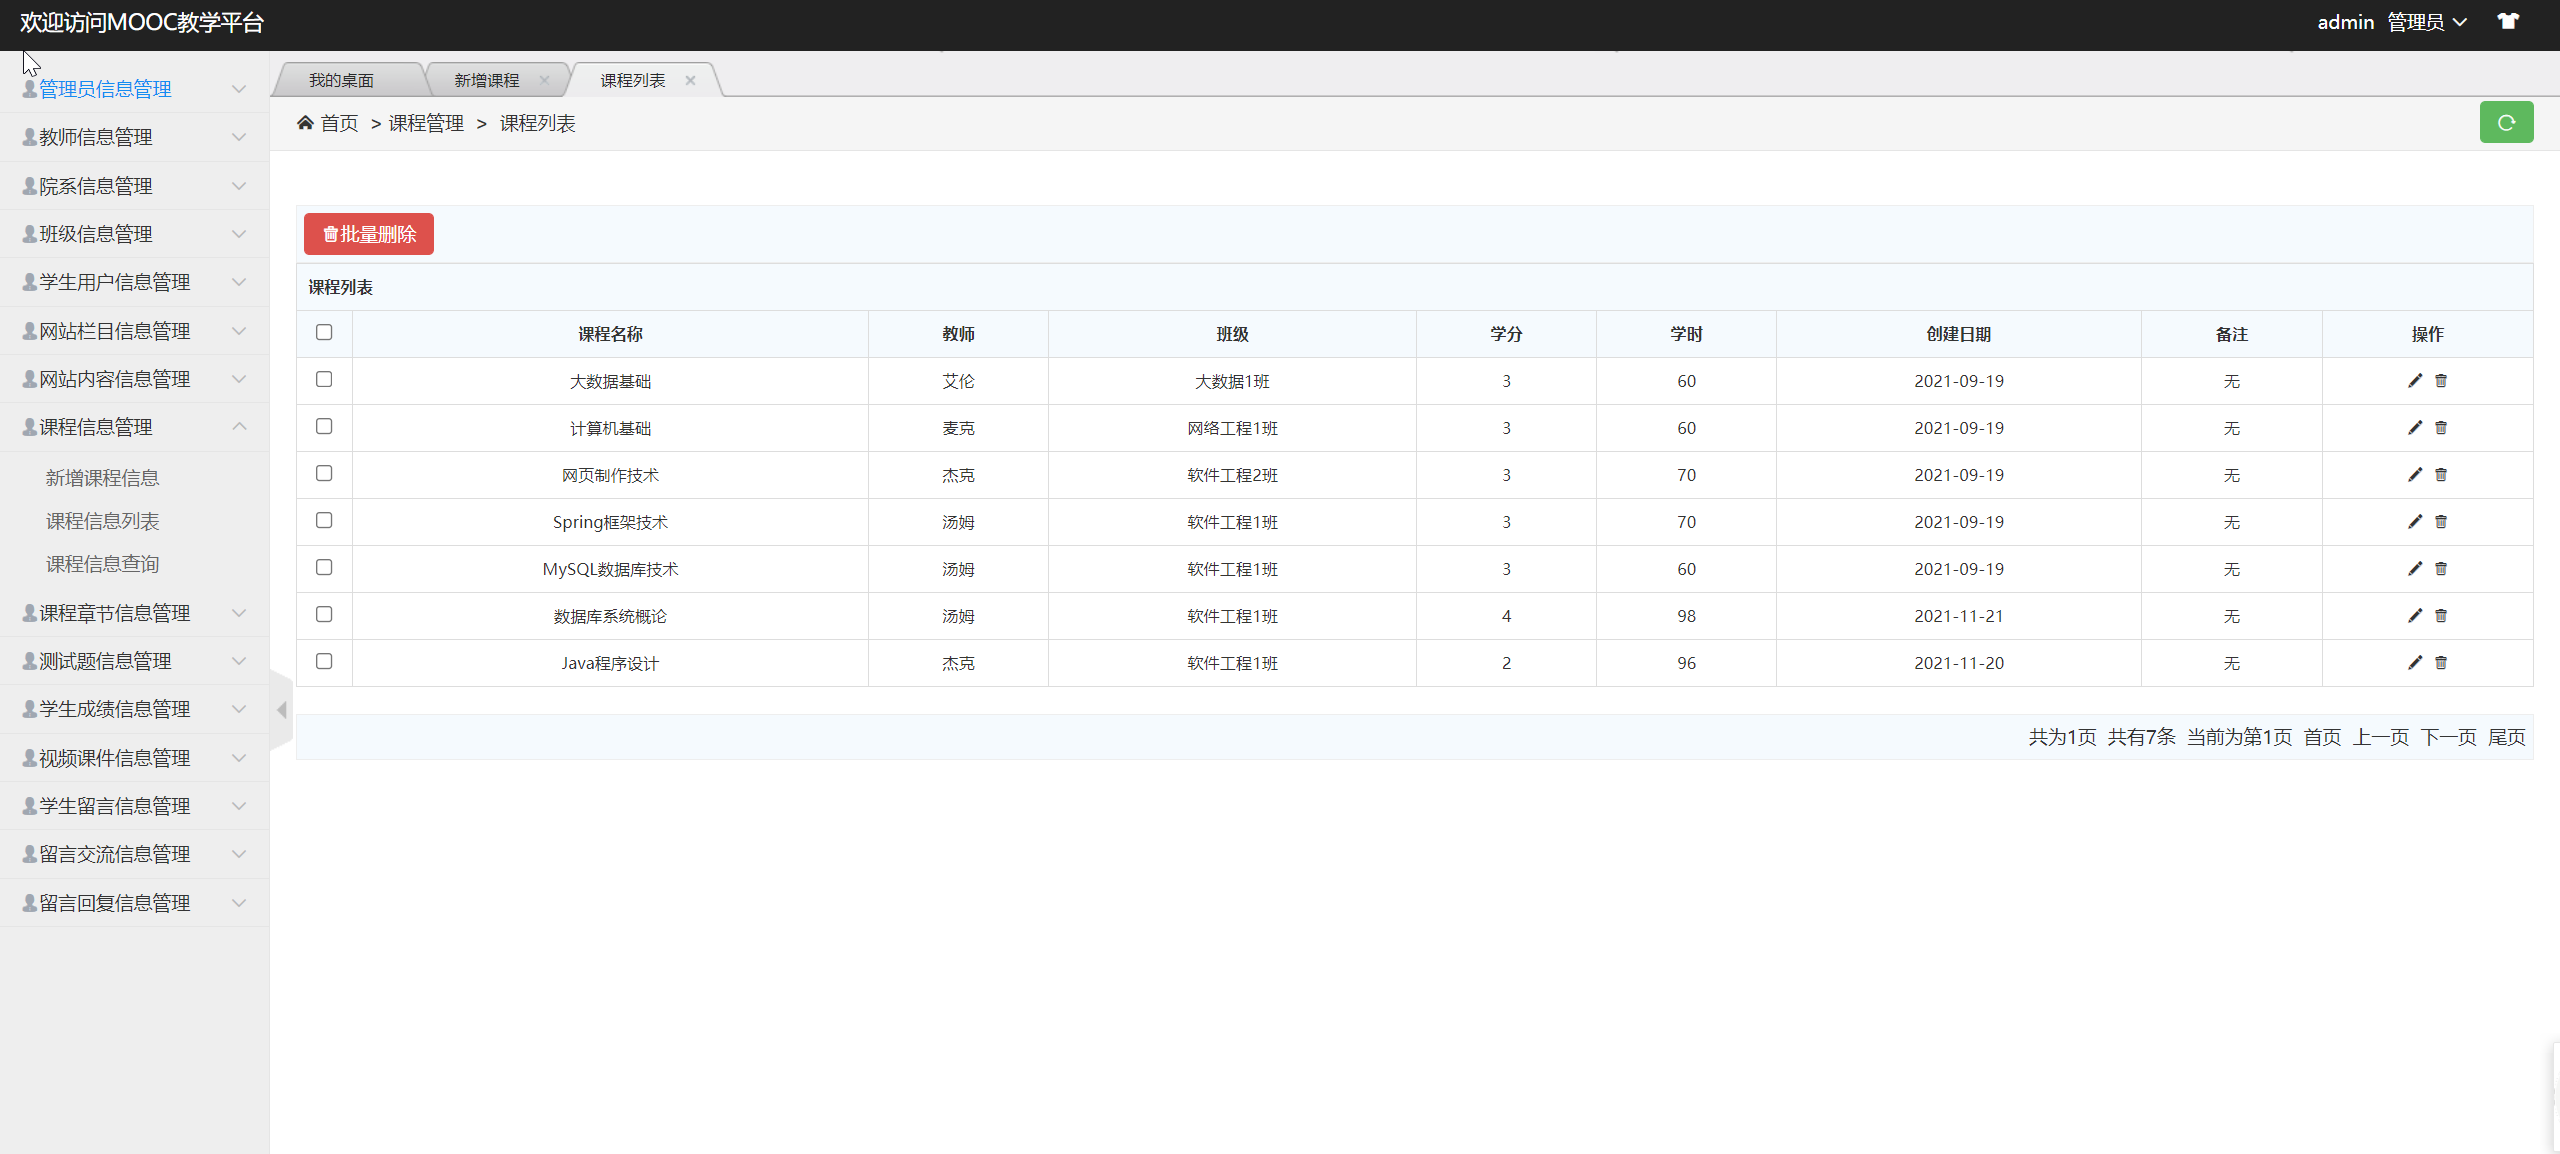 欢迎访问MOOC教学平台
admin 管理员
管理员信息管理
教师信息管理
院系信息管理
班级信息管理
学生用户信息管理
网站栏目信息管理
网站内容信息管理
课程信息管理
新增课程信息
课程信息列表
课程信息查询
课程章节信息管理
测试题信息管理
学生成绩信息管理
视频课件信息管理
学生留言信息管理
留言交流信息管理
留言回复信息管理
我的桌面 新增课程 课程列表
首页 > 课程管理 > 课程列表
批量删除
课程列表
课程名称 教师 班级 学分 学时 创建日期 备注 操作
大数据基础 艾伦 大数据1班 3 60 2021-09-19 无
计算机基础 麦克 网络工程1班 3 60 2021-09-19 无
网页制作技术 杰克 软件工程2班 3 70 2021-09-19 无
Spring框架技术 汤姆 软件工程1班 3 70 2021-09-19 无
MySQL数据库技术 汤姆 软件工程1班 3 60 2021-09-19 无
数据库系统概论 汤姆 软件工程1班 4 98 2021-11-21 无
Java程序设计 杰克 软件工程1班 2 96 2021-11-20 无
共为1页 共有7条 当前为第1页 首页 上一页 下一页 尾页